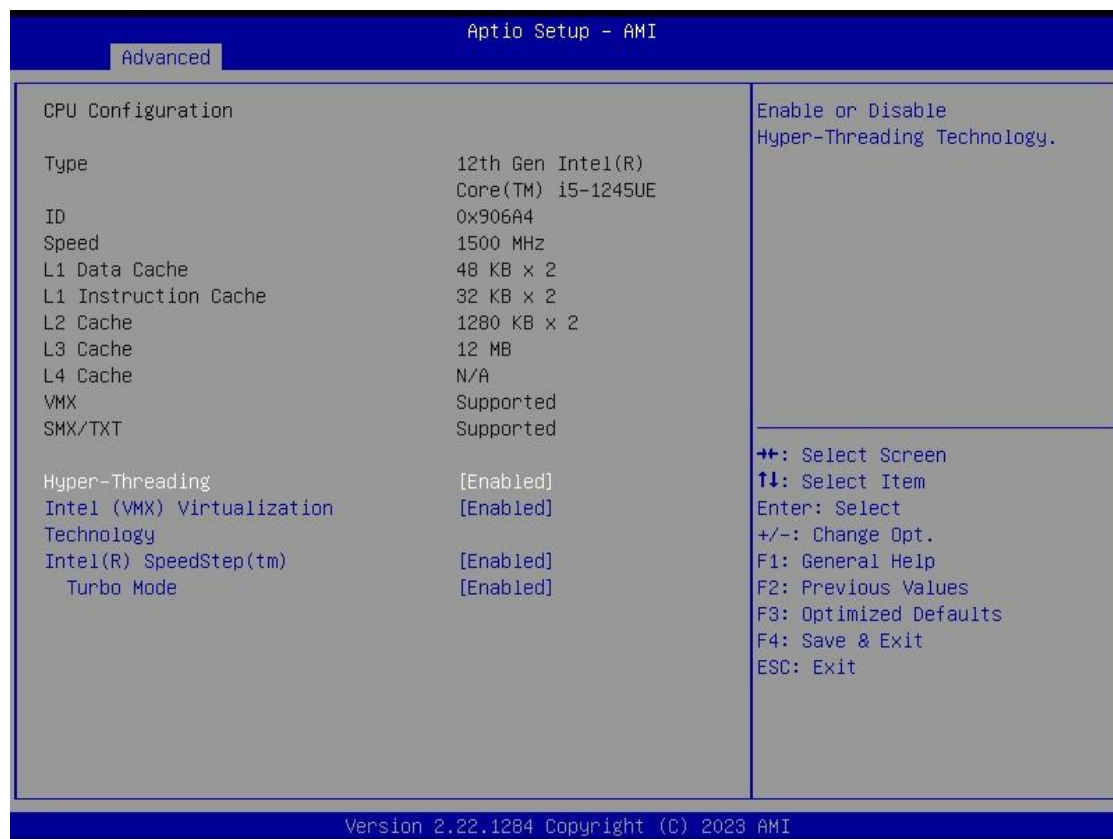 Aptio Setup - AMI
Advanced
CPU Configuration
Type 12th Gen Intel(R)
Core(TM) i5-1245UE
ID 0x906A4
Speed 1500 MHz
L1 Data Cache 48 KB x 2
L1 Instruction Cache 32 KB x 2
L2 Cache 1280 KB x 2
L3 Cache 12 MB
L4 Cache N/A
VMX Supported
SMX/TXT Supported
Hyper-Threading [Enabled]
Intel (VMX) Virtualization [Enabled]
Technology
Intel(R) SpeedStep(tm) [Enabled]
Turbo Mode [Enabled]
Enable or Disable
Hyper-Threading Technology.
→←: Select Screen
↑↓: Select Item
Enter: Select
+/-: Change Opt.
F1: General Help
F2: Previous Values
F3: Optimized Defaults
F4: Save & Exit
ESC: Exit
Version 2.22.1284 Copyright (C) 2023 AMI